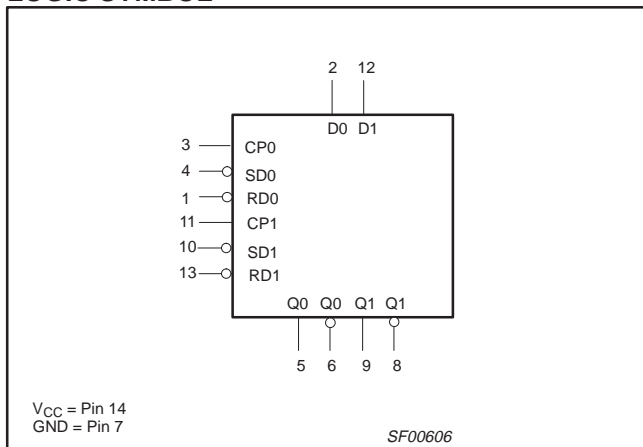 LOGIC SYMBOL
2 12
D0 D1
3 CP0
4 SD0
1 RD0
11 CP1
10 SD1
13 RD1
Q0 Q0 Q1 Q1
5 6 9 8
VCC = Pin 14
GND = Pin 7
SF00606